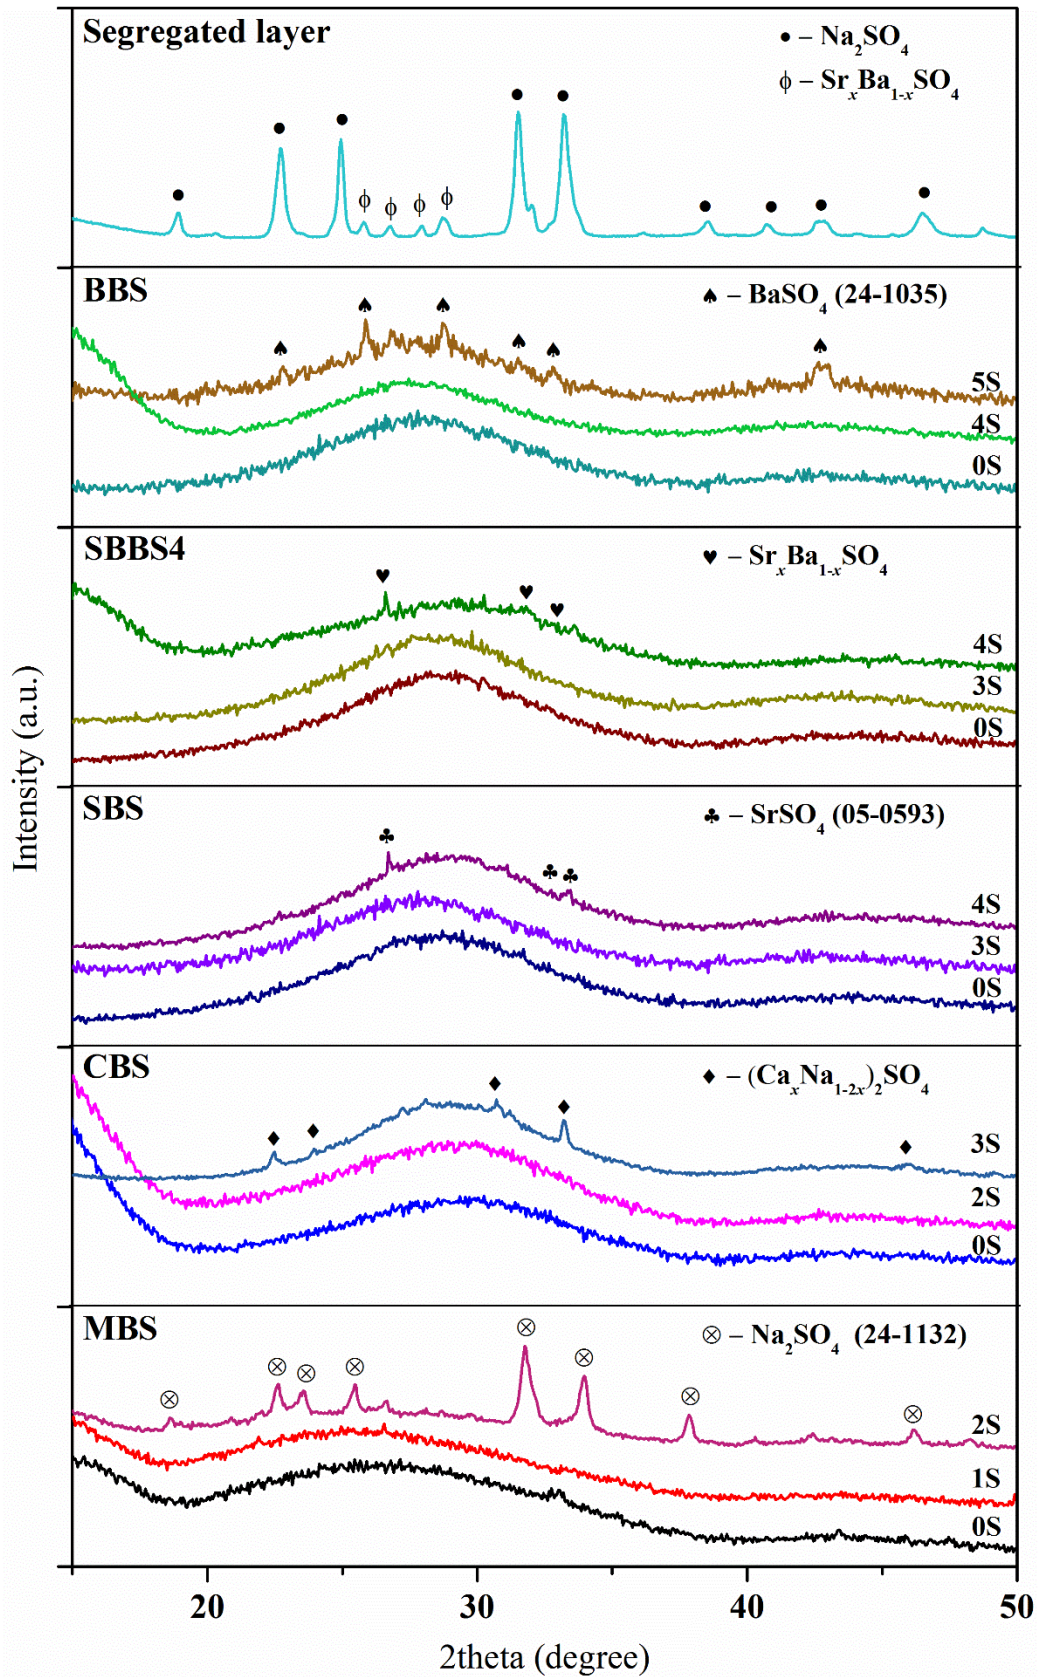 Segregated layer
● – Na₂SO₄
ϕ – SrₓBa₁₋ₓSO₄
BBS
♠ – BaSO₄ (24-1035)
5S
4S
0S
SBBS4
♥ – SrₓBa₁₋ₓSO₄
4S
3S
0S
SBS
♣ – SrSO₄ (05-0593)
4S
3S
0S
CBS
♦ – (CaₓNa₁₋₂ₓ)₂SO₄
3S
2S
0S
MBS
⊗ – Na₂SO₄ (24-1132)
2S
1S
0S
Intensity (a.u.)
20 30 40 50
2theta (degree)